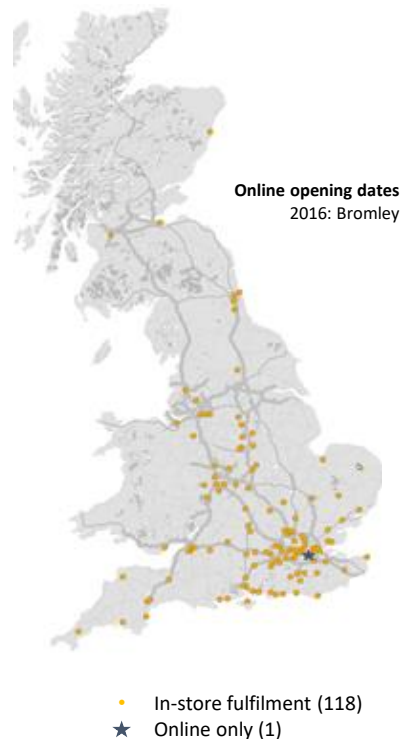 Online opening dates
2016: Bromley
In-store fulfilment (118)
Online only (1)